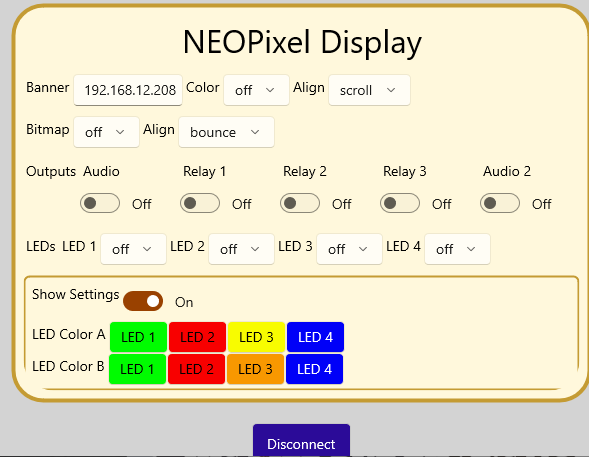 NEOPixel Display
Banner 192.168.12.208 Color off Align scroll
Bitmap off Align bounce
Outputs Audio Relay 1 Relay 2 Relay 3 Audio 2
Off Off Off Off Off
LEDs LED 1 off LED 2 off LED 3 off LED 4 off
Show Settings On
LED Color A LED 1 LED 2 LED 3 LED 4
LED Color B LED 1 LED 2 LED 3 LED 4
Disconnect